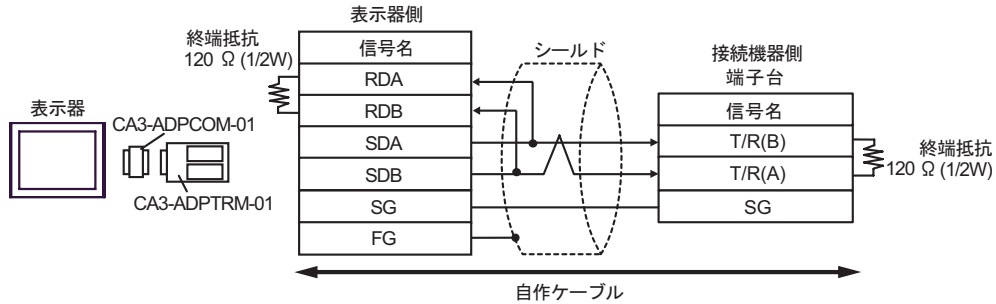 表示器側
終端抵抗
120 Ω (1/2W)
信号名
RDA
RDB
SDA
SDB
SG
FG
シールド
接続機器側
端子台
信号名
T/R(B)
T/R(A)
SG
終端抵抗
120 Ω (1/2W)
表示器
CA3-ADPCOM-01
CA3-ADPTRM-01
自作ケーブル